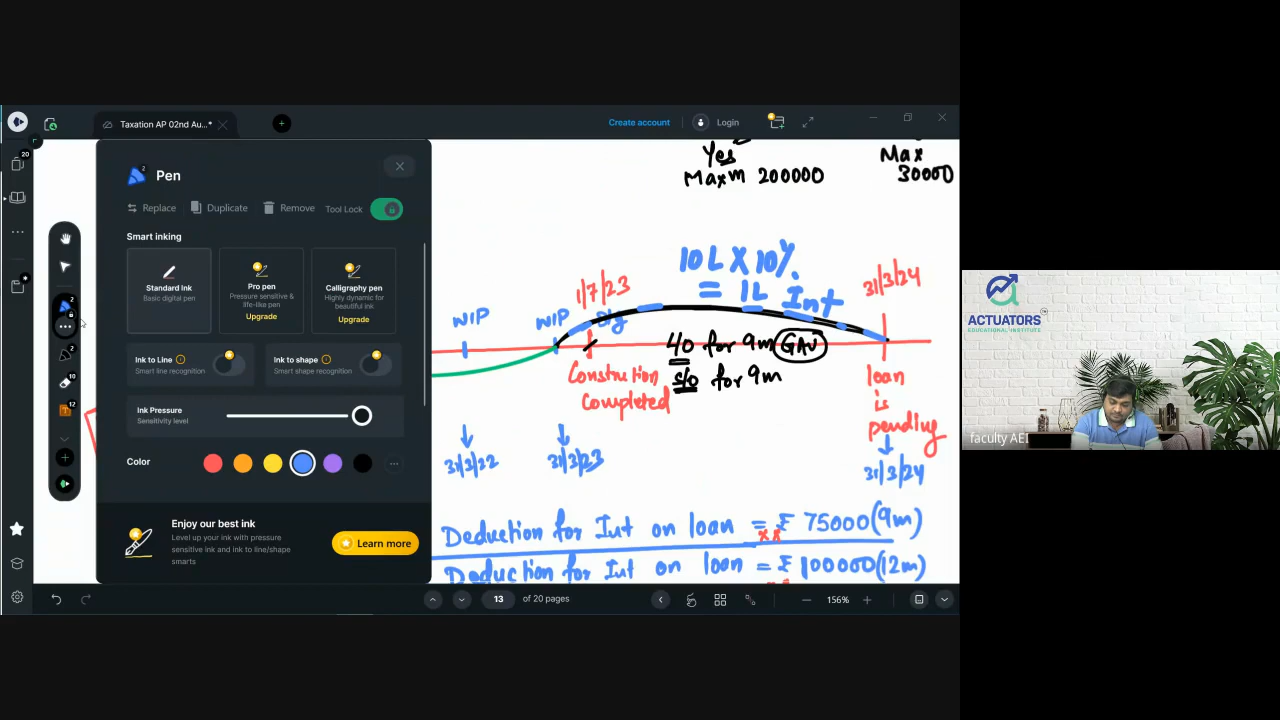 Taxation AP 02nd Au...*
Create account
Login
20
Pen
2
Replace
Duplicate
Remove
Tool Lock
Smart inking
Standard Ink
Basic digital pen
Pro pen
Pressure sensitive & life-like pen
Upgrade
Calligraphy pen
Highly dynamic for beautiful ink
Upgrade
Ink to Line
Smart line recognition
Ink to shape
Smart shape recognition
Ink Pressure
Sensitivity level
Color
Enjoy our best ink
Level up your ink with pressure
sensitive ink and ink to line/shape
smarts
Learn more
2
2
10
12
Yes
Maxm 200000
Max
30000
10 L X 10%.
= 1L Int
1/7/23
31/3/24
WIP
WIP
for 9m GAV
S/O for 9m
Construction
Completed
loan
is
pending
31/3/22
31/3/23
31/3/24
Deduction for Int on loan = ₹ 75000 (9m)
Deduction for Int on loan = ₹ 100000 (12m)
13
of 20 pages
156%
ACTUATORS
EDUCATIONAL INSTITUTE
TM
faculty AEI